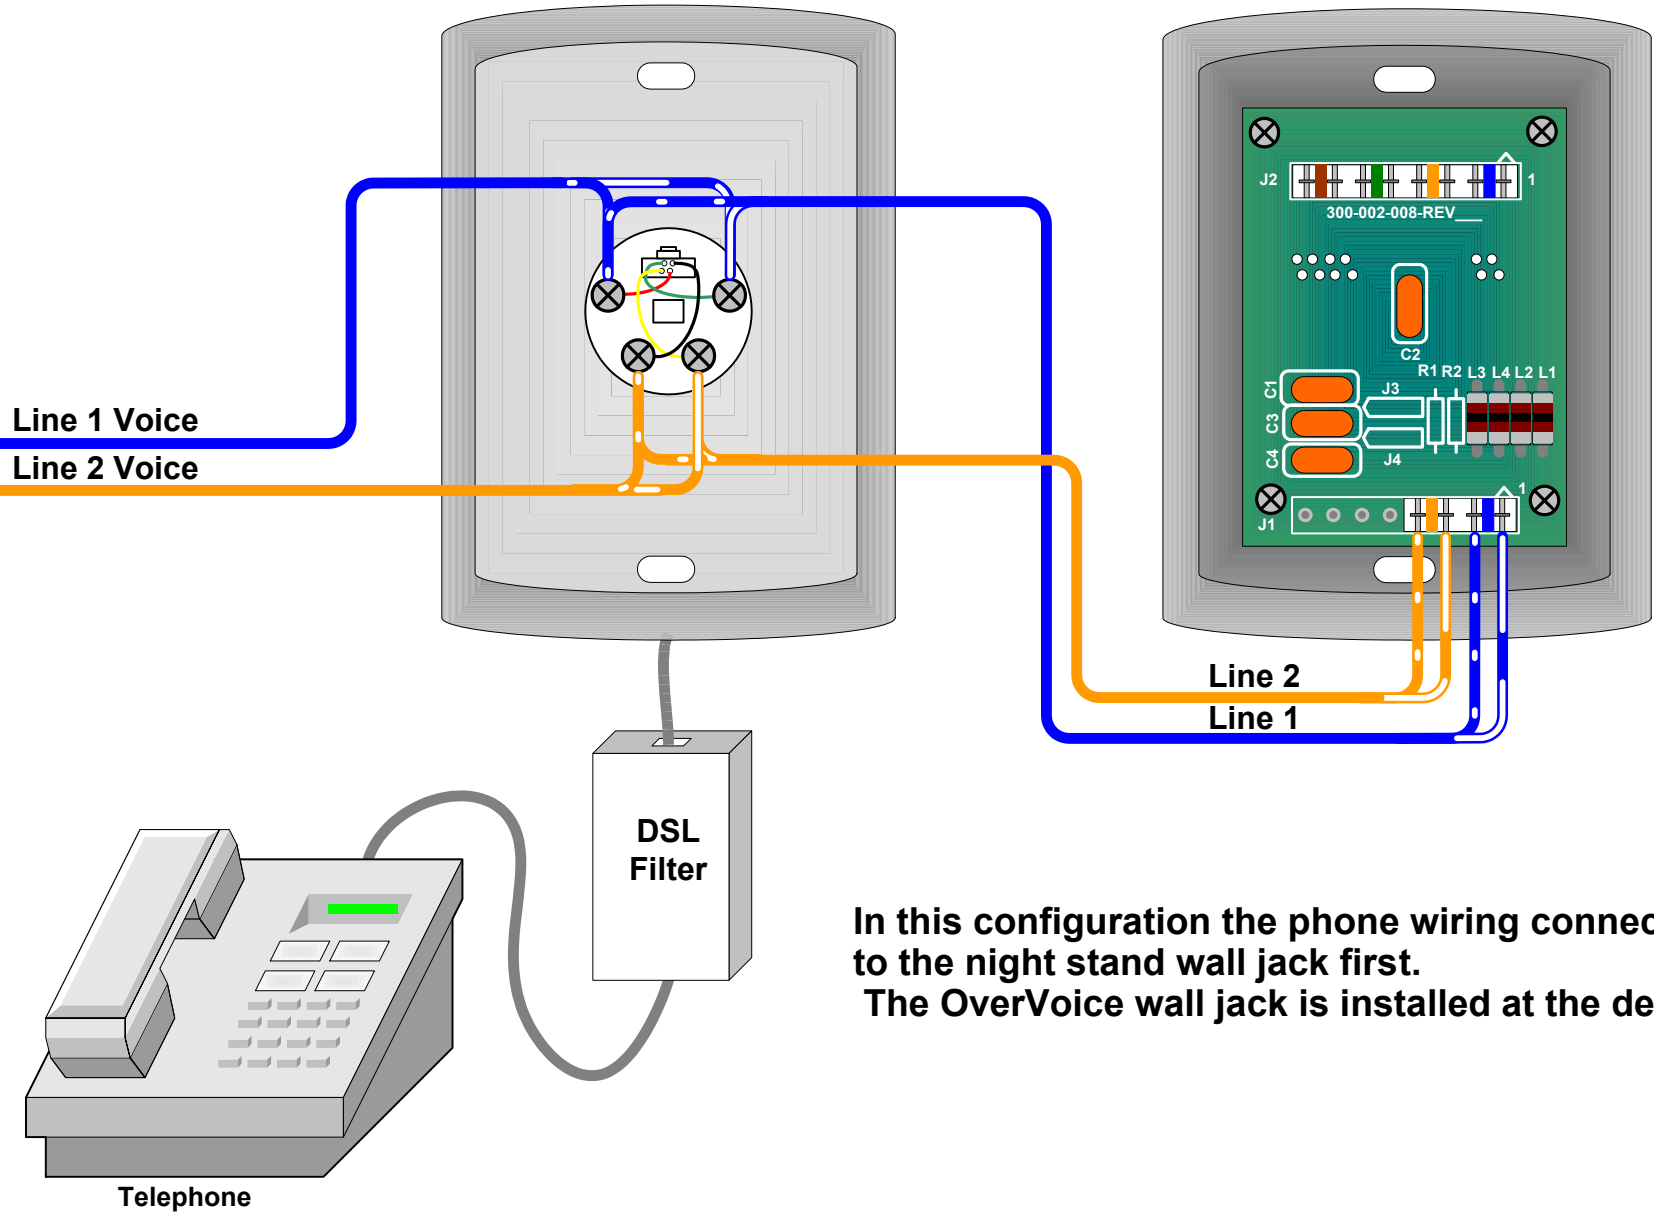 J2
1
300-002-008-REV___
C2
R1 R2 L3 L4 L2 L1
C1
J3
C3
C4
J4
1
J1
Line 1 Voice
Line 2 Voice
Line 2
Line 1
DSL
Filter
In this configuration the phone wiring connec
to the night stand wall jack first.
The OverVoice wall jack is installed at the de
Telephone